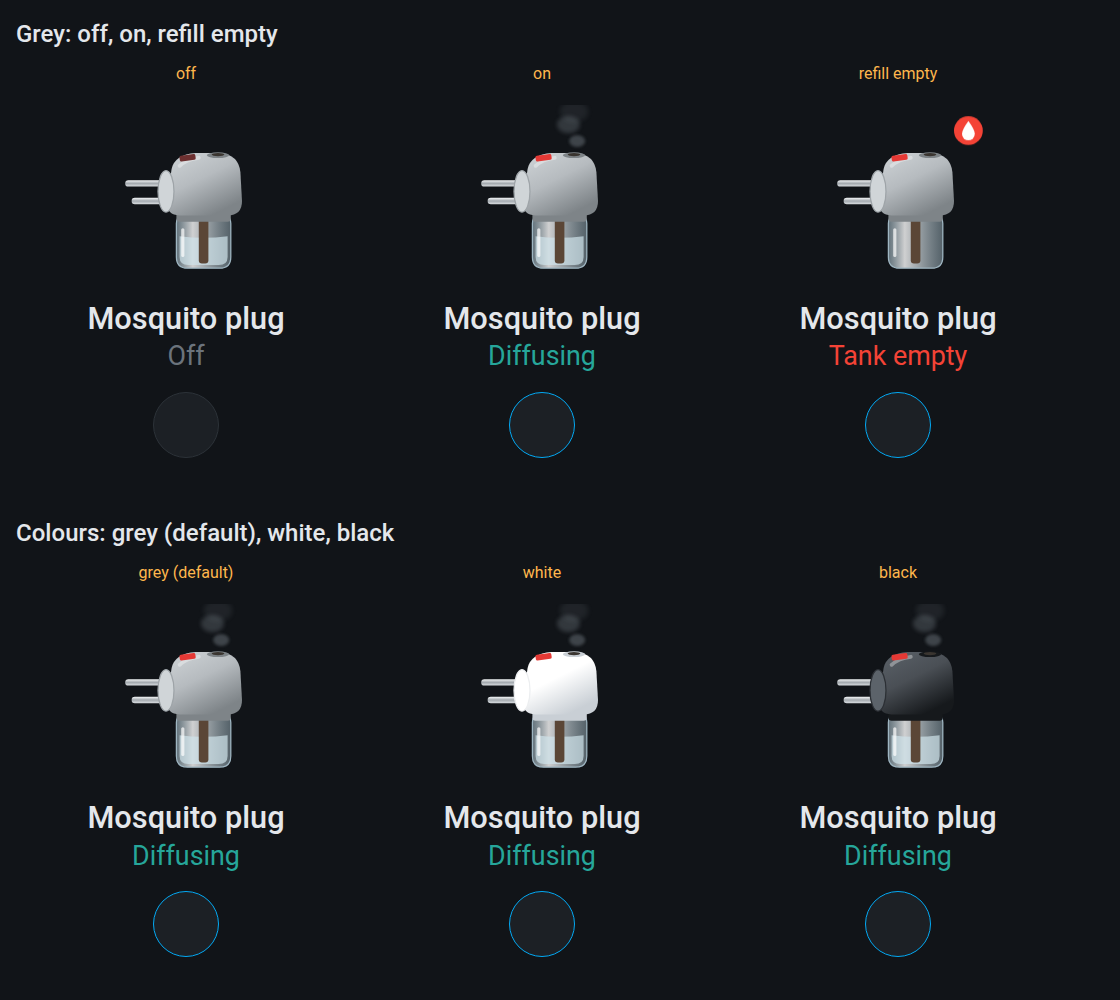 Grey: off, on, refill empty
off on refill empty
Mosquito plug Mosquito plug Mosquito plug
Off Diffusing Tank empty
Colours: grey (default), white, black
grey (default) white black
Mosquito plug Mosquito plug Mosquito plug
Diffusing Diffusing Diffusing